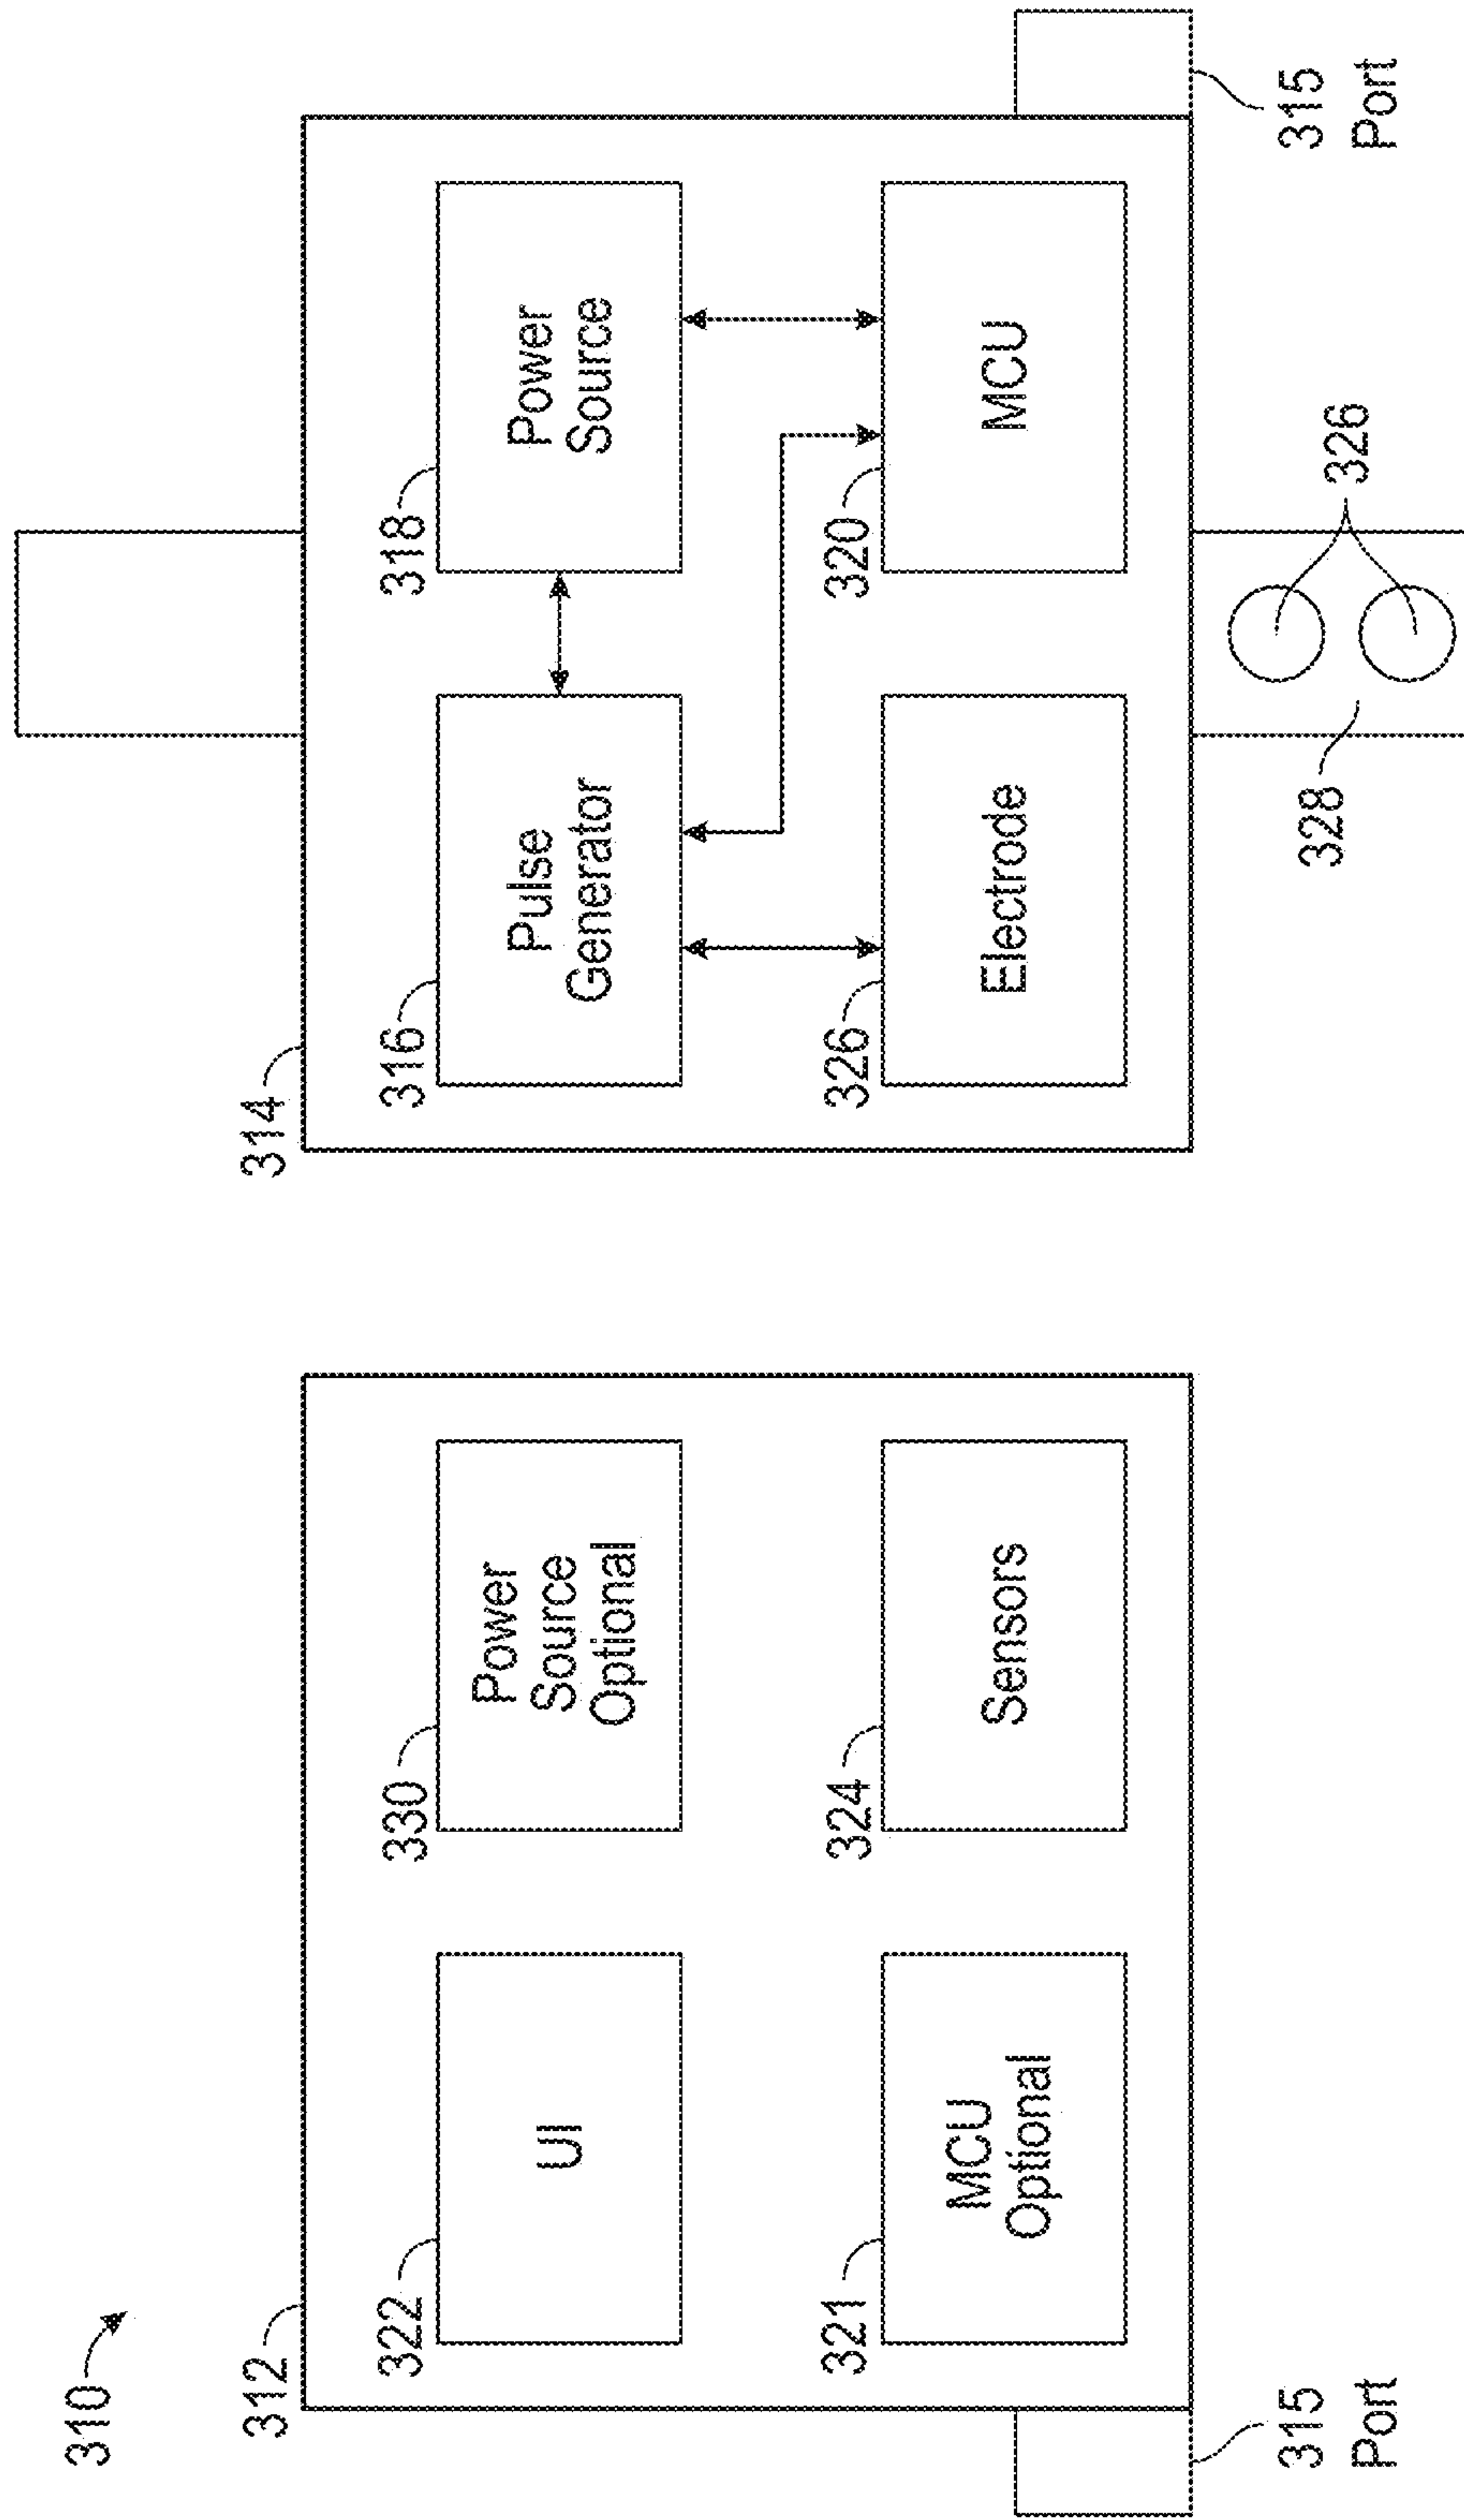 310
312
322
UI
330
Power
Source
Optional
321
MCU
Optional
324
Sensors
315
Port
314
316
Pulse
Generator
318
Power
Source
326
Electrode
320
MCU
328
326
315
Port